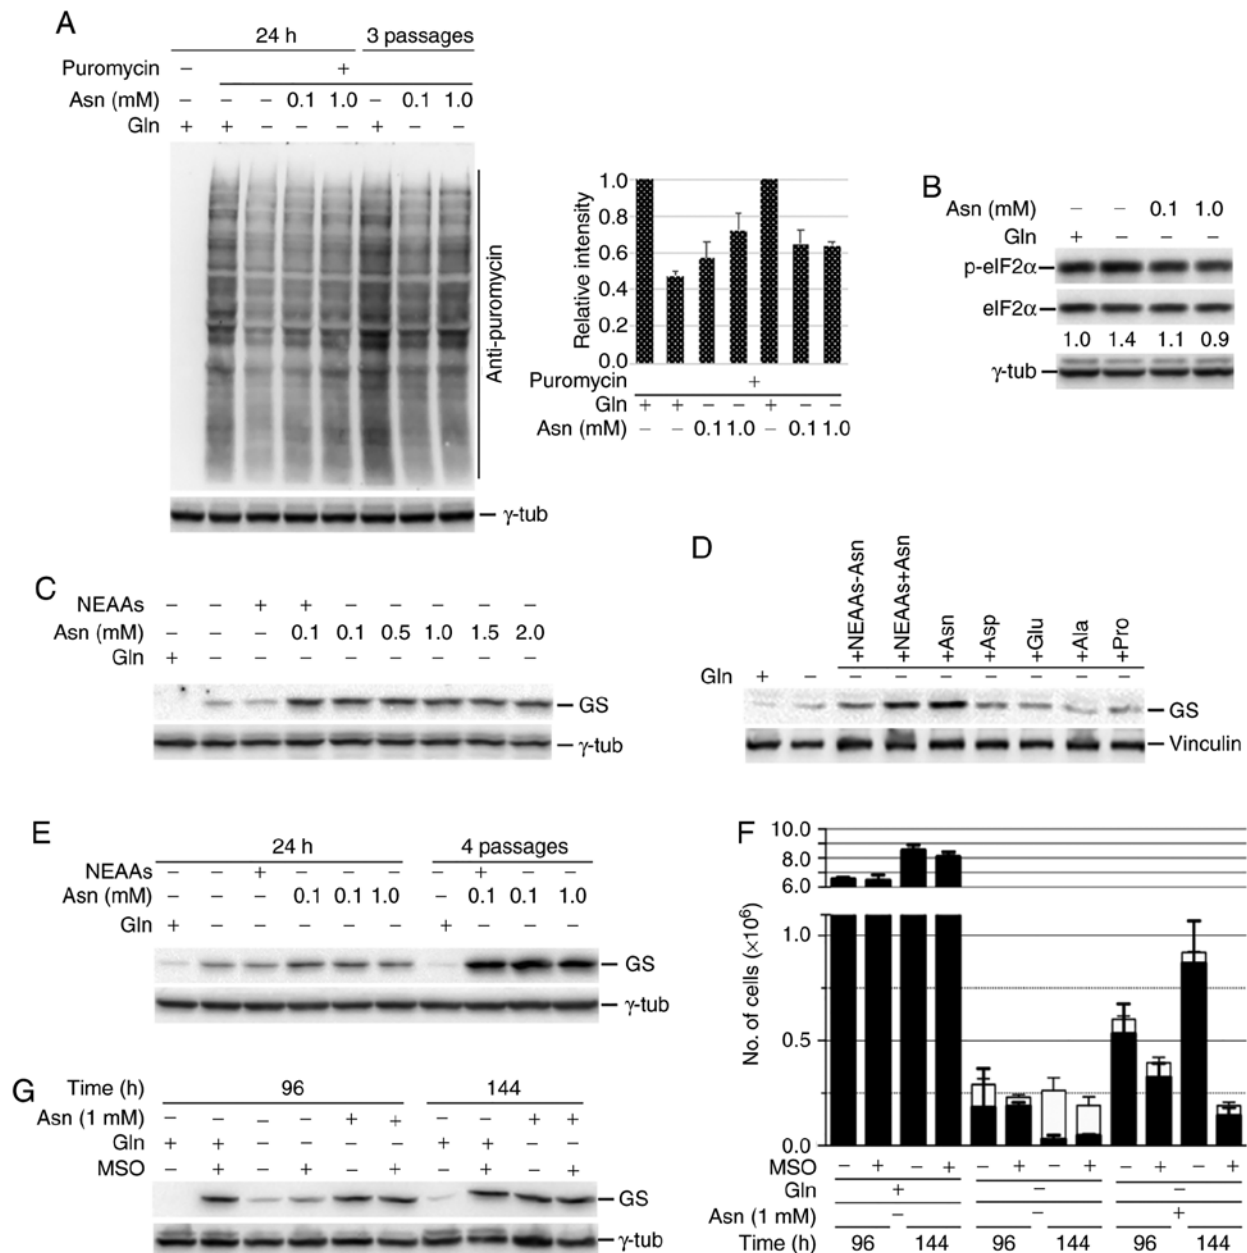 A
24 h 3 passages
Puromycin − +
Asn (mM) − − − 0.1 1.0 − 0.1 1.0
Gln + + − − − + − −
Anti-puromycin
γ-tub
Relative intensity
1.0
0.8
0.6
0.4
0.2
0.0
Puromycin +
Gln + + − − + − −
Asn (mM) − − 0.1 1.0 − 0.1 1.0
B
Asn (mM) − − 0.1 1.0
Gln + − − −
p-eIF2α
eIF2α
1.0 1.4 1.1 0.9
γ-tub
C
NEAAs − − + + − − − − −
Asn (mM) − − − 0.1 0.1 0.5 1.0 1.5 2.0
Gln + − − − − − − − −
GS
γ-tub
D
+NEAAs-Asn
+NEAAs+Asn
+Asn
+Asp
+Glu
+Ala
+Pro
Gln + − − − − − − − −
GS
Vinculin
E
24 h 4 passages
NEAAs − − + − − − − + − −
Asn (mM) − − − 0.1 0.1 1.0 − 0.1 0.1 1.0
Gln + − − − − − + − − −
GS
γ-tub
F
No. of cells (×10⁶)
10.0
8.0
6.0
1.0
0.5
0.0
MSO − + − + − + − + − + − +
Gln + − −
Asn (1 mM) − − +
Time (h) 96 144 96 144 96 144
G
Time (h) 96 144
Asn (1 mM) − − − − + + − − + +
Gln + + − − − − + + − −
MSO − + − + − + − + − +
GS
γ-tub